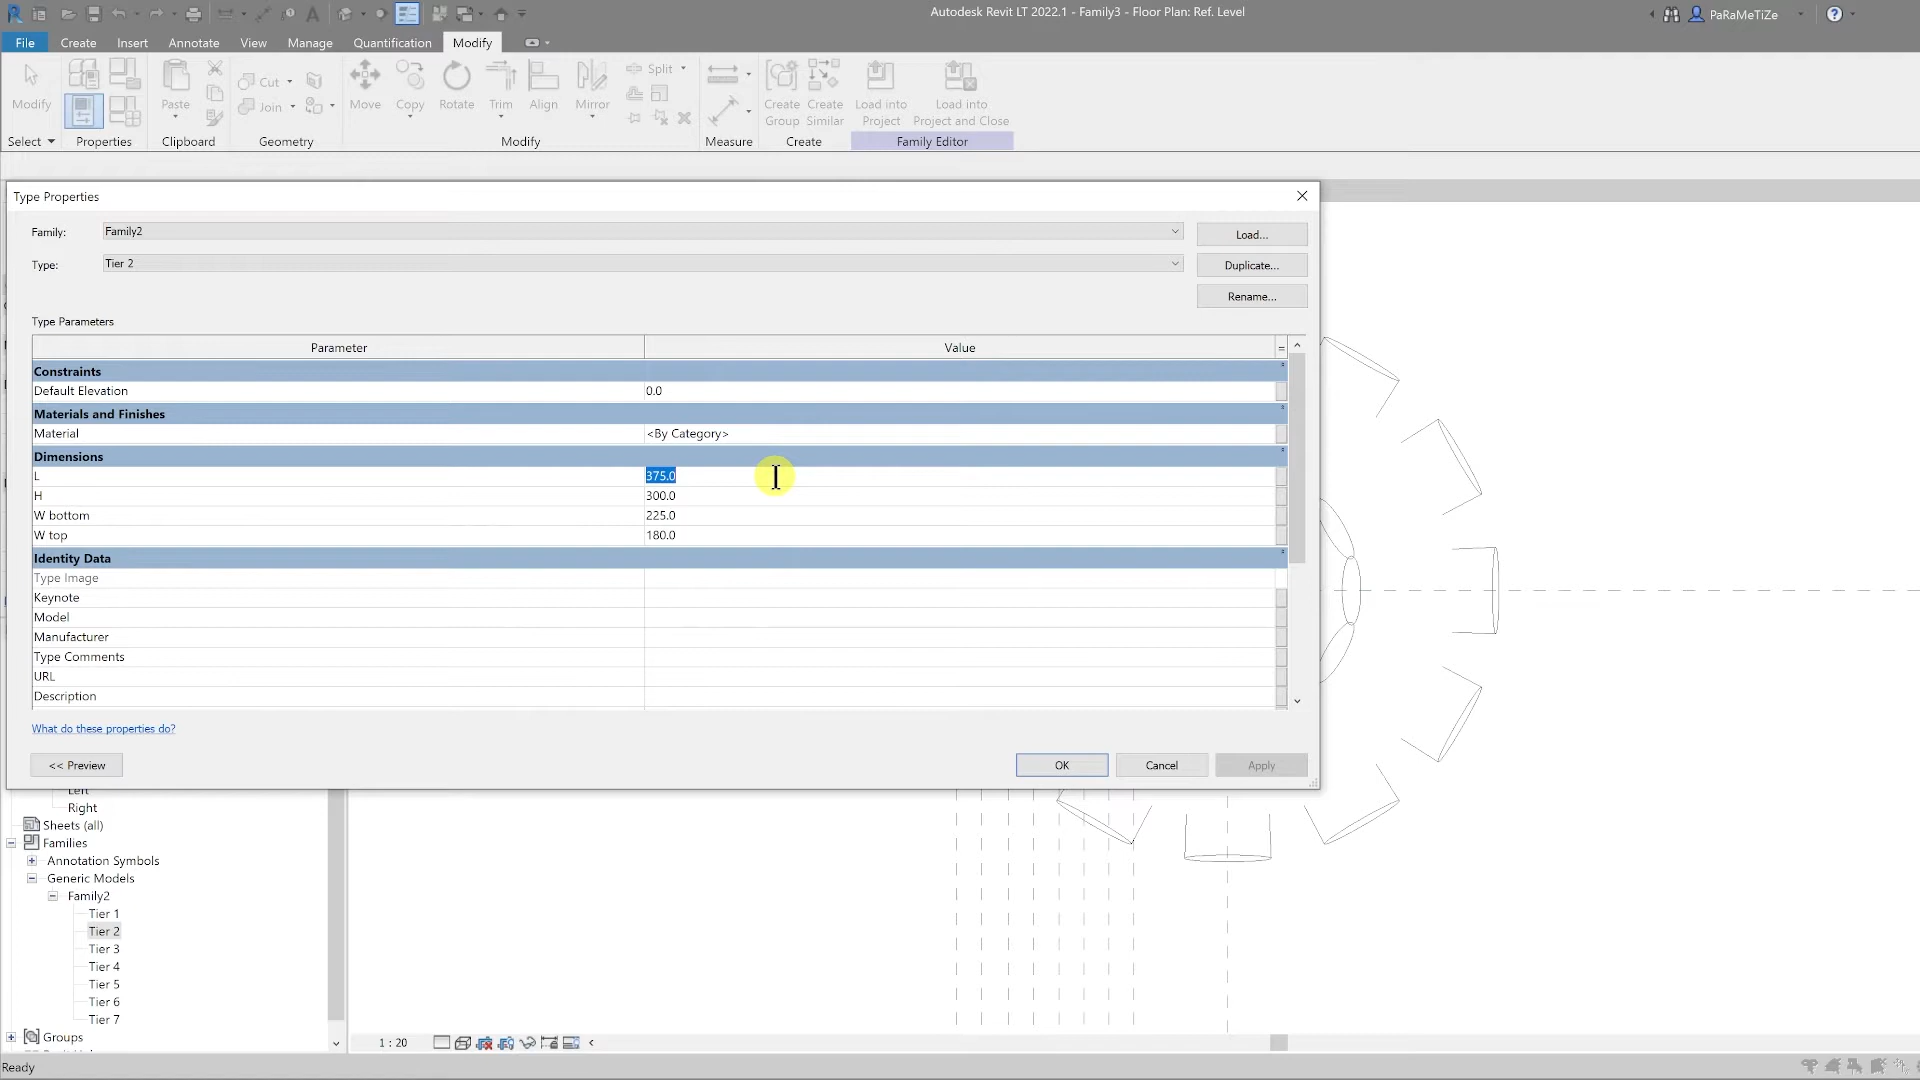 Autodesk Revit LT 2022.1 - Family3 - Floor Plan: Ref. Level
PaRaMeTiZe
File Create Insert Annotate View Manage Quantification Modify
Modify
Paste
Cut
Join
Move
Copy
Rotate
Trim
Align
Mirror
Split
Create Group
Create Similar
Load into Project
Load into Project and Close
Select Properties Clipboard Geometry Modify Measure Create Family Editor
Type Properties
Family: Family2 Load...
Type: Tier 2 Duplicate...
Rename...
Type Parameters
Parameter Value =
Constraints
Default Elevation 0.0
Materials and Finishes
Material <By Category>
Dimensions
L 375.0
H 300.0
W bottom 225.0
W top 180.0
Identity Data
Type Image
Keynote
Model
Manufacturer
Type Comments
URL
Description
What do these properties do?
<< Preview OK Cancel Apply
Left
Right
Sheets (all)
Families
Annotation Symbols
Generic Models
Family2
Tier 1
Tier 2
Tier 3
Tier 4
Tier 5
Tier 6
Tier 7
Groups
1 : 20
Ready